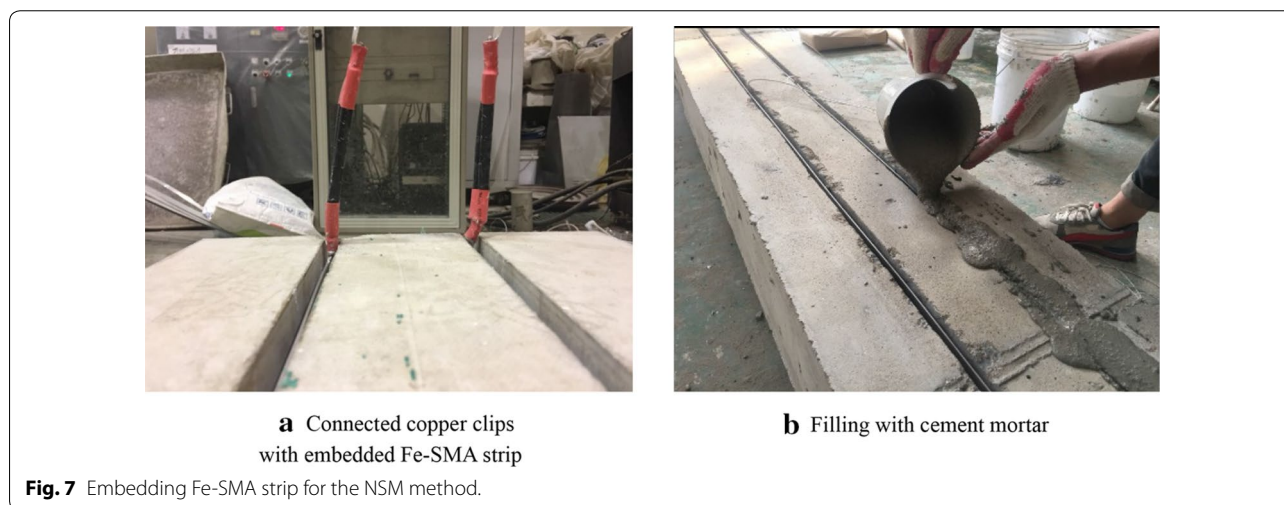 a Connected copper clips
with embedded Fe-SMA strip
b Filling with cement mortar
Fig. 7 Embedding Fe-SMA strip for the NSM method.